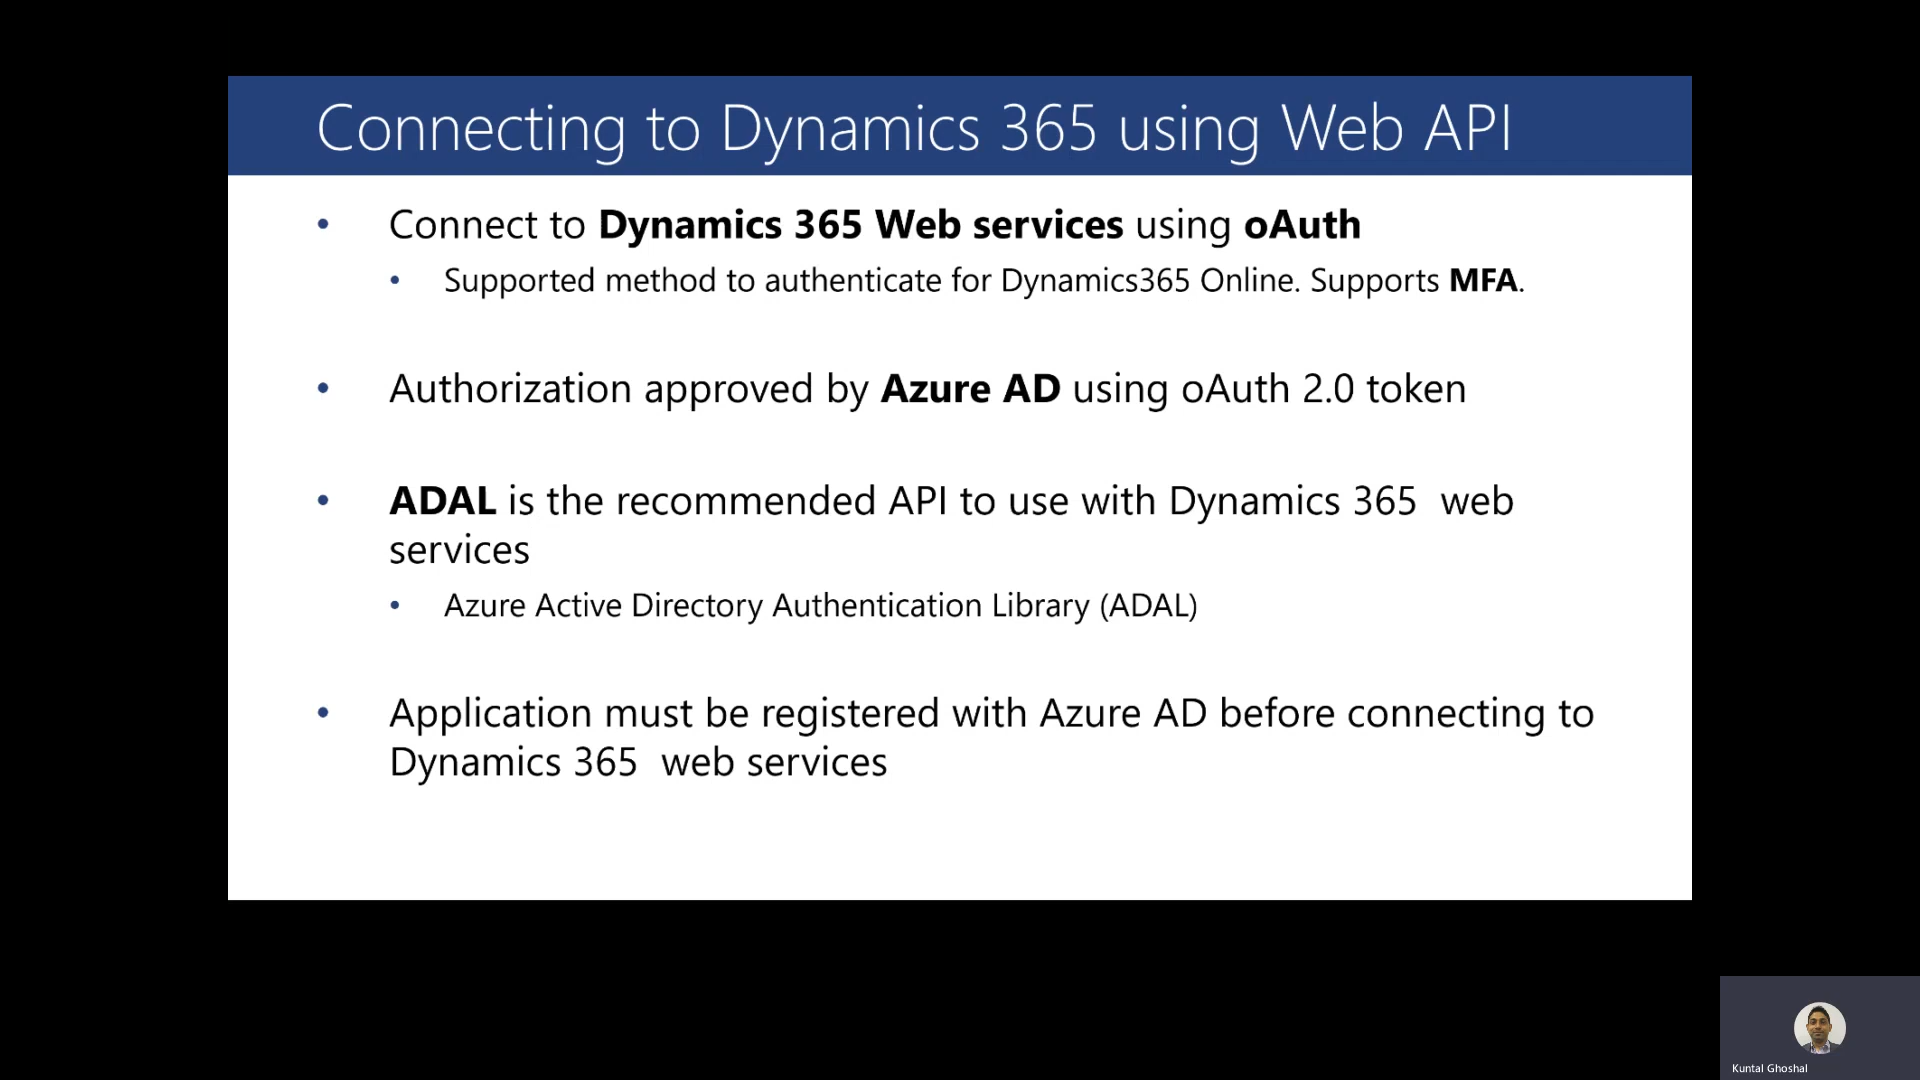 Connecting to Dynamics 365 using Web API
• Connect to Dynamics 365 Web services using oAuth
• Supported method to authenticate for Dynamics365 Online. Supports MFA.
• Authorization approved by Azure AD using oAuth 2.0 token
• ADAL is the recommended API to use with Dynamics 365  web
services
• Azure Active Directory Authentication Library (ADAL)
• Application must be registered with Azure AD before connecting to
Dynamics 365  web services
Kuntal Ghoshal